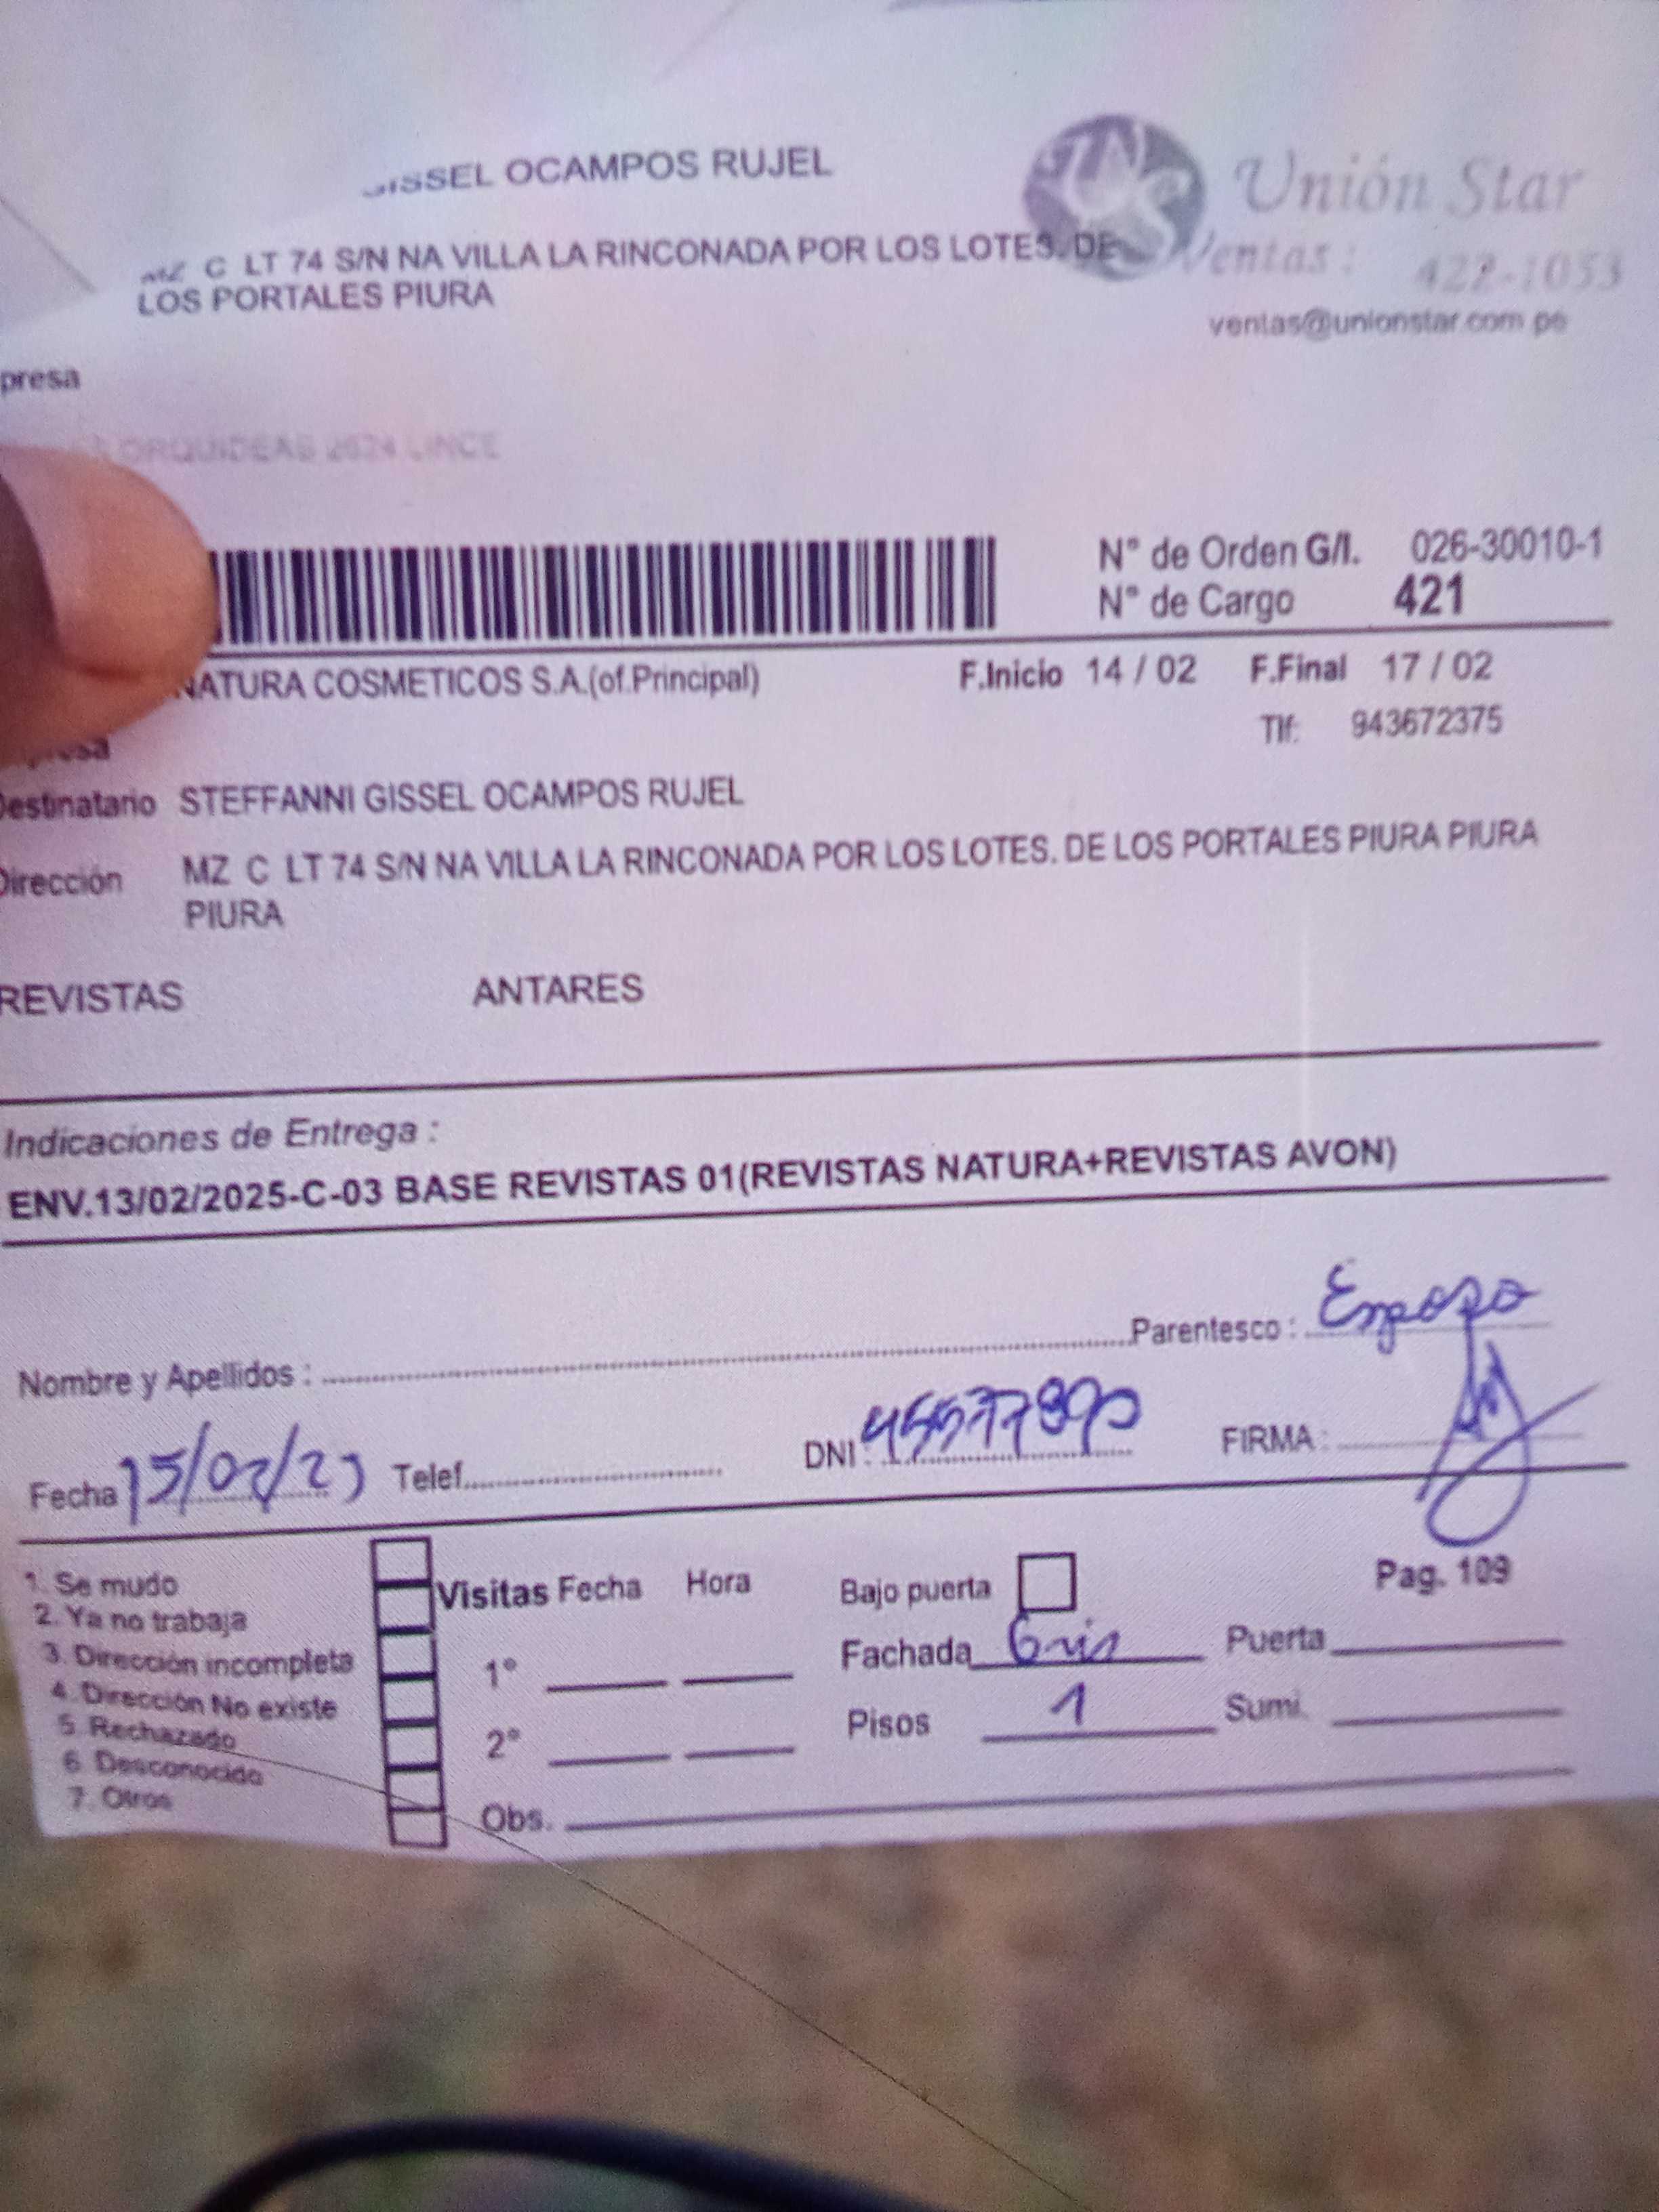 GISSEL OCAMPOS RUJEL
Unión Star
MZ C LT 74 S/N NA VILLA LA RINCONADA POR LOS LOTES. DE
LOS PORTALES PIURA
Ventas: 422-1053
ventas@unionstar.com.pe
presa
ORQUIDEAS 2624 LINCE
N° de Orden G/I. 026-30010-1
N° de Cargo 421
NATURA COSMETICOS S.A.(of.Principal) F.Inicio 14 / 02 F.Final 17 / 02
Tlf: 943672375
Destinatario STEFFANNI GISSEL OCAMPOS RUJEL
Dirección MZ C LT 74 S/N NA VILLA LA RINCONADA POR LOS LOTES. DE LOS PORTALES PIURA PIURA
PIURA
REVISTAS ANTARES
Indicaciones de Entrega :
ENV.13/02/2025-C-03 BASE REVISTAS 01(REVISTAS NATURA+REVISTAS AVON)
Nombre y Apellidos : Parentesco : Esposo
Fecha 15/02/25 Telef. DNI: FIRMA :
1. Se mudo
2. Ya no trabaja
3. Dirección incompleta
4. Dirección No existe
5. Rechazado
6. Desconocido
7. Otros
Visitas Fecha Hora
1°
2°
Obs.
Bajo puerta Pag. 109
Fachada Gris Puerta
Pisos 1 Sumi.